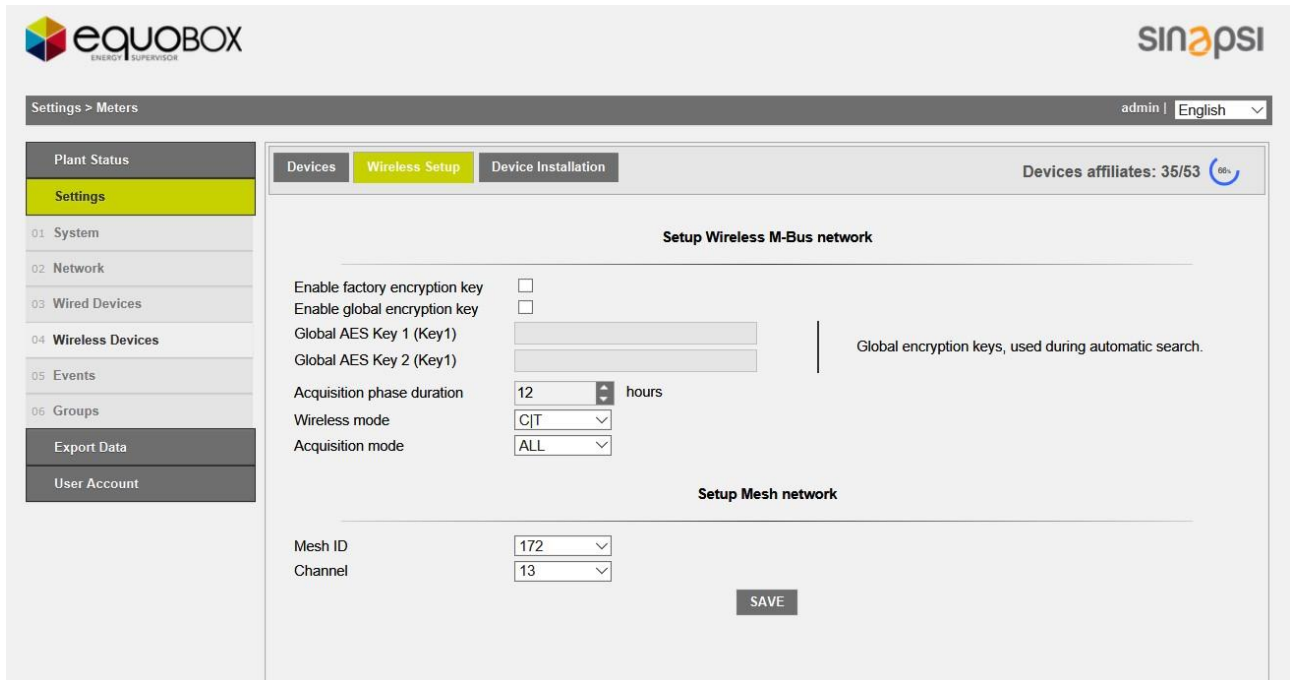 equobox
ENERGY SUPERVISOR
sinapsi
Settings > Meters
admin | English
Plant Status
Settings
01 System
02 Network
03 Wired Devices
04 Wireless Devices
05 Events
06 Groups
Export Data
User Account
Devices Wireless Setup Device Installation
Devices affiliates: 35/53 66%
Setup Wireless M-Bus network
Enable factory encryption key
Enable global encryption key
Global AES Key 1 (Key1)
Global AES Key 2 (Key1)
Global encryption keys, used during automatic search.
Acquisition phase duration 12 hours
Wireless mode C|T
Acquisition mode ALL
Setup Mesh network
Mesh ID 172
Channel 13
SAVE